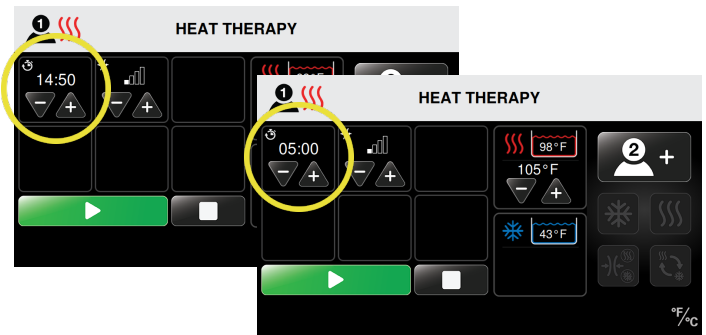 1
HEAT THERAPY
14:50
1
HEAT THERAPY
05:00
98°F
105°F
43°F
2
+
°F/°C